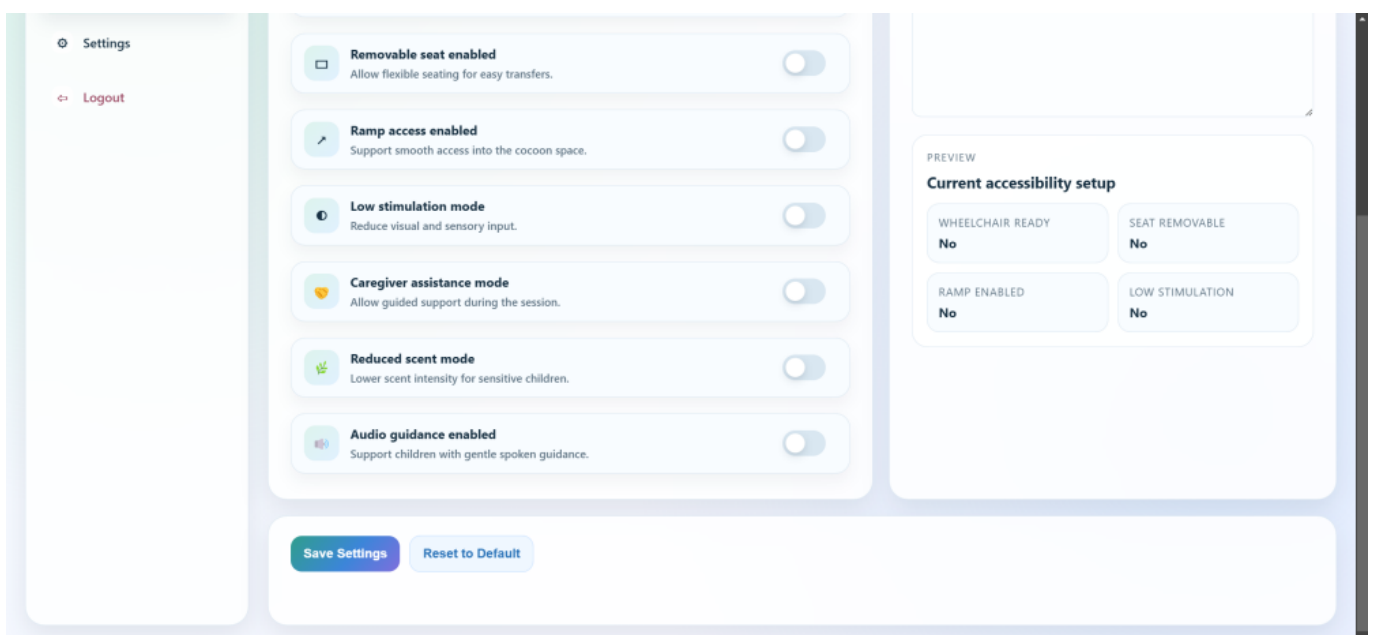 Settings
Logout
Removable seat enabled
Allow flexible seating for easy transfers.
Ramp access enabled
Support smooth access into the cocoon space.
Low stimulation mode
Reduce visual and sensory input.
Caregiver assistance mode
Allow guided support during the session.
Reduced scent mode
Lower scent intensity for sensitive children.
Audio guidance enabled
Support children with gentle spoken guidance.
PREVIEW
Current accessibility setup
WHEELCHAIR READY
No
SEAT REMOVABLE
No
RAMP ENABLED
No
LOW STIMULATION
No
Save Settings
Reset to Default